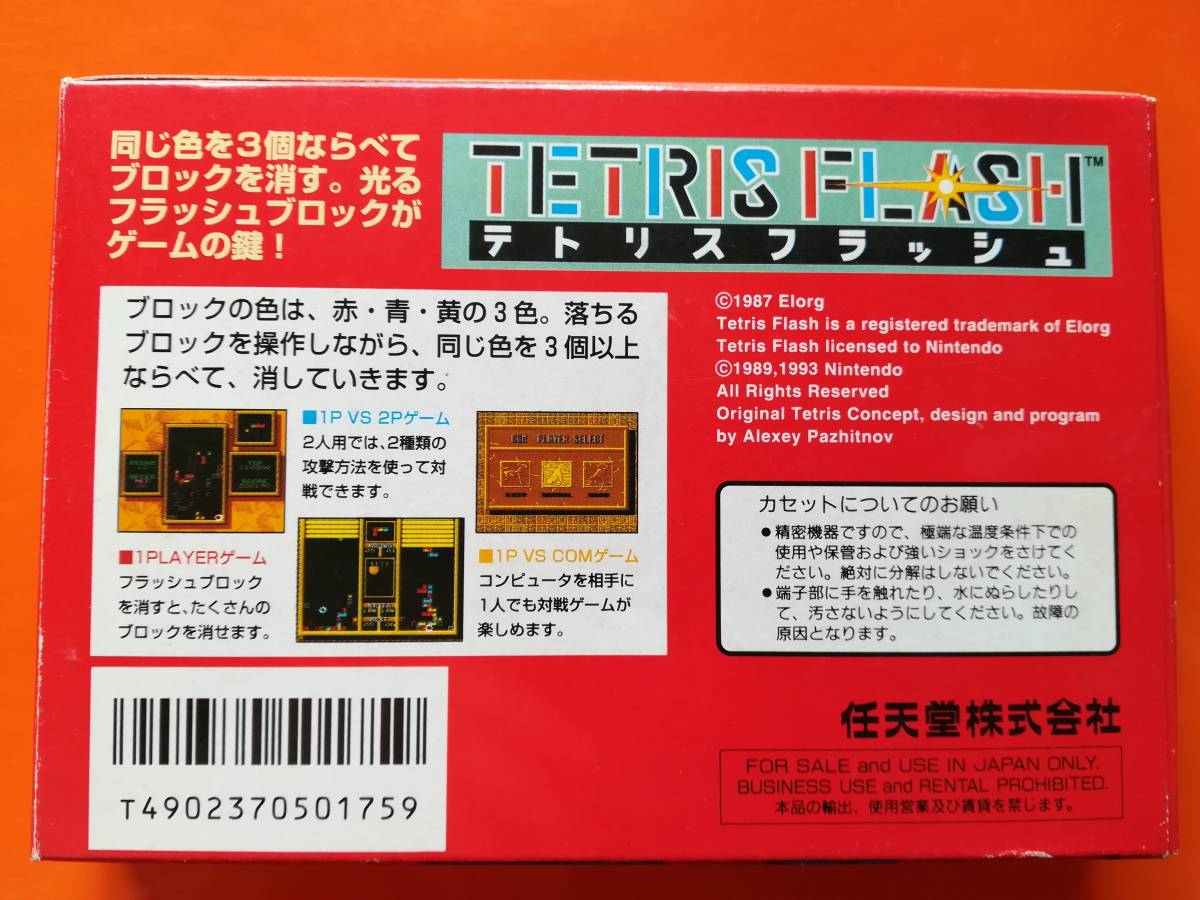 同じ色を3個ならべて
ブロックを消す。光る
フラッシュブロックが
ゲームの鍵！
TETRIS FLASH™
テトリスフラッシュ
ブロックの色は、赤・青・黄の3色。落ちる
ブロックを操作しながら、同じ色を3個以上
ならべて、消していきます。
■1P VS 2Pゲーム
2人用では、2種類の
攻撃方法を使って対
戦できます。
■1PLAYERゲーム
フラッシュブロック
を消すと、たくさんの
ブロックを消せます。
COM PLAYER SELECT
EASY NORMAL HARD
■1P VS COMゲーム
コンピュータを相手に
1人でも対戦ゲームが
楽しめます。
©1987 Elorg
Tetris Flash is a registered trademark of Elorg
Tetris Flash licensed to Nintendo
©1989,1993 Nintendo
All Rights Reserved
Original Tetris Concept, design and program
by Alexey Pazhitnov
カセットについてのお願い
●精密機器ですので、極端な温度条件下での
使用や保管および強いショックをさけてく
ださい。絶対に分解はしないでください。
●端子部に手を触れたり、水にぬらしたりし
て、汚さないようにしてください。故障の
原因となります。
T4902370501759
任天堂株式会社
FOR SALE and USE IN JAPAN ONLY.
BUSINESS USE and RENTAL PROHIBITED.
本品の輸出、使用営業及び賃貸を禁じます。